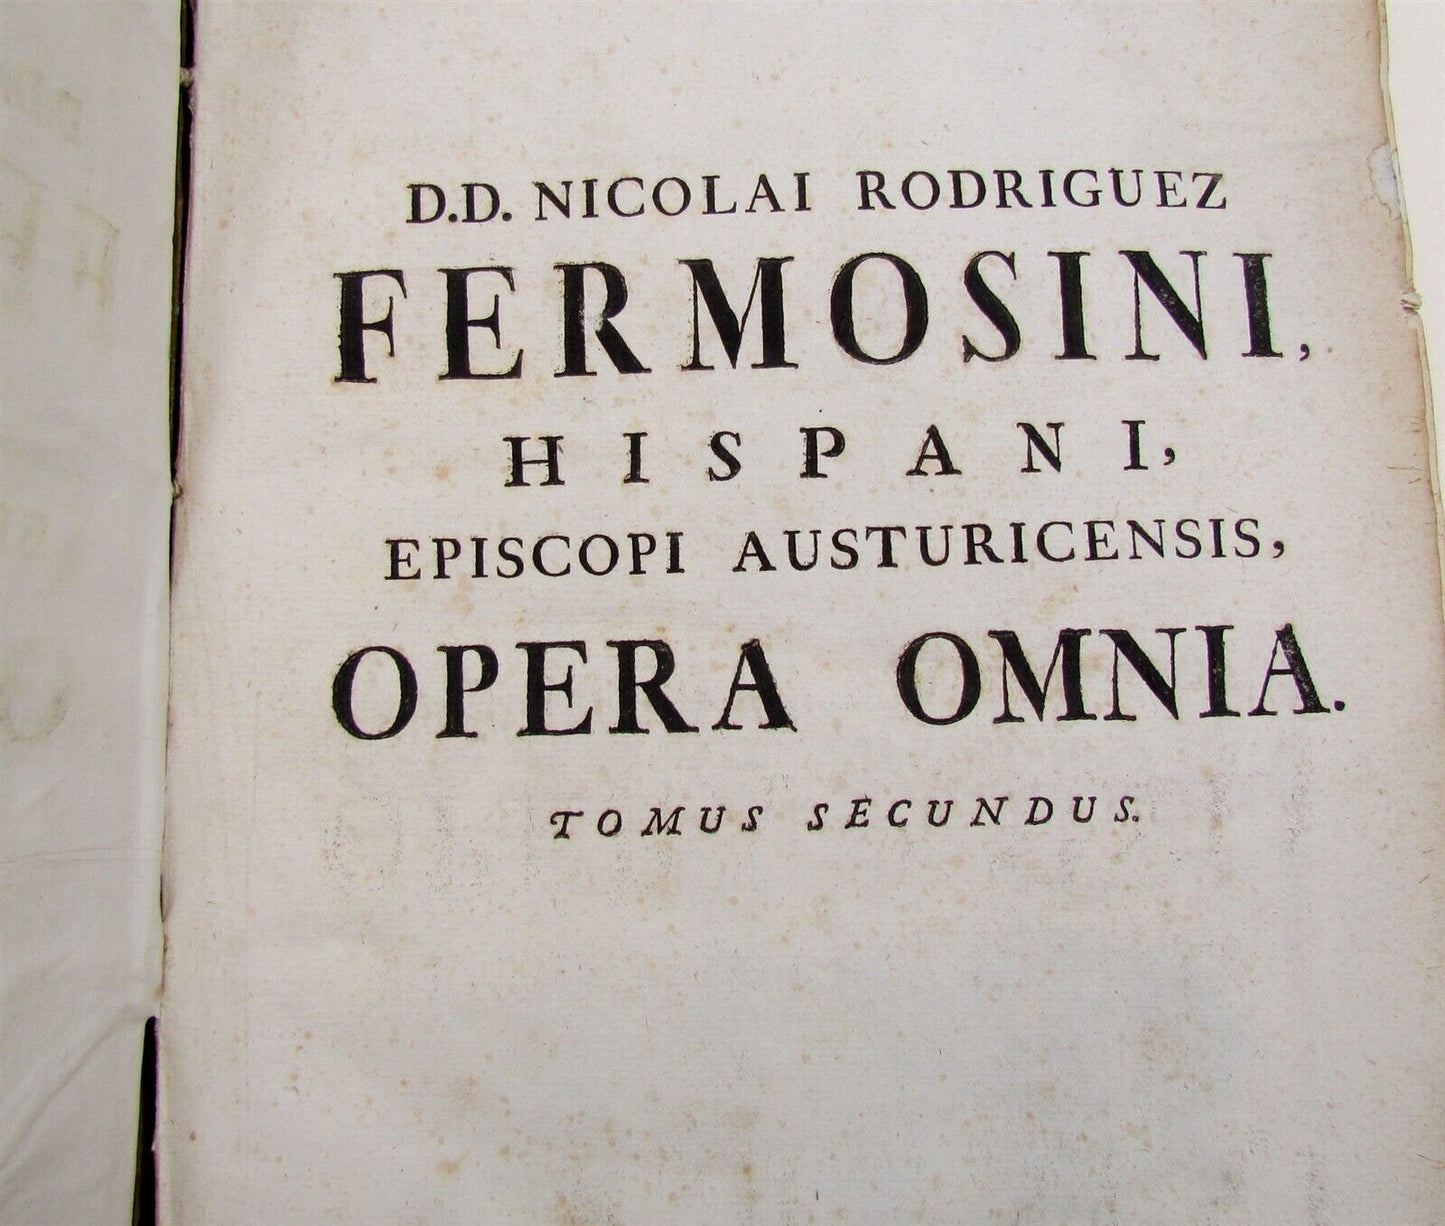 D.D. NICOLAI RODRIGUEZ
FERMOSINI,
HISPANI,
EPISCOPI AUSTURICENSIS,
OPERA OMNIA.
TOMUS SECUNDUS.